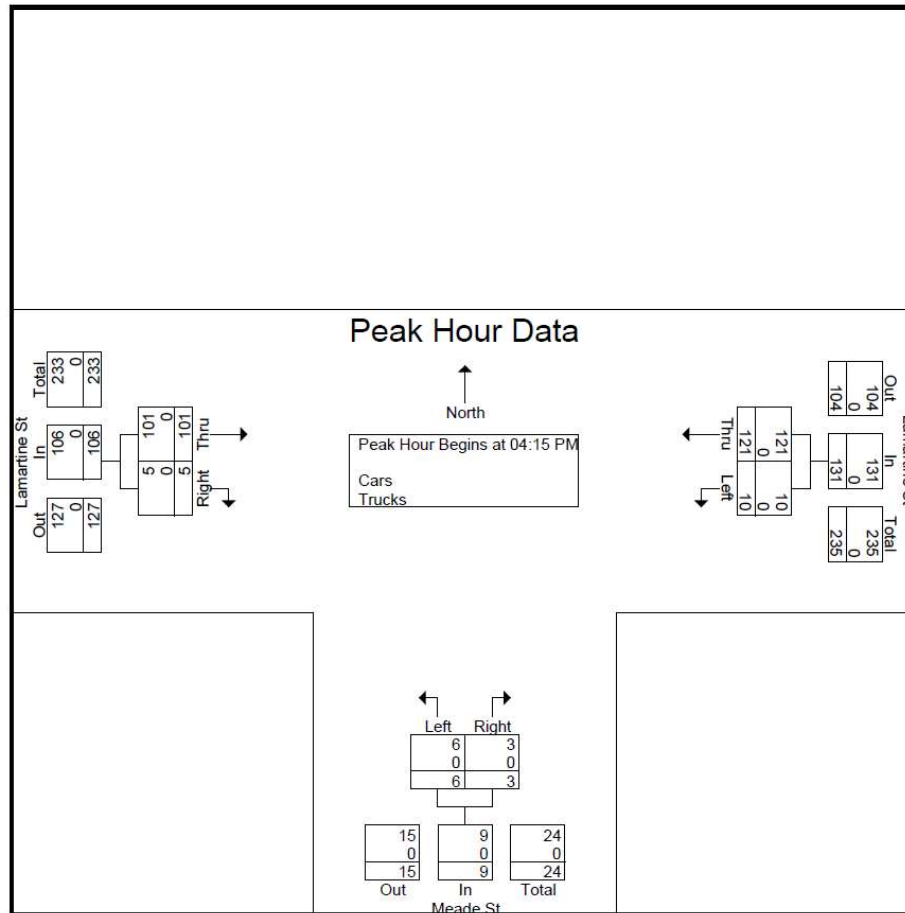 Peak Hour Data
North
Peak Hour Begins at 04:15 PM
Cars
Trucks
Lamartine St
Total
233
0
233
In
106
0
106
Out
127
0
127
Thru
101
0
101
Right
5
0
5
Thru
121
0
121
Left
10
0
10
Out
104
0
104
In
131
0
131
Total
235
0
235
Lamartine St
Left Right
6 3
0 0
6 3
15 9 24
0 0 0
15 9 24
Out In Total
Meade St